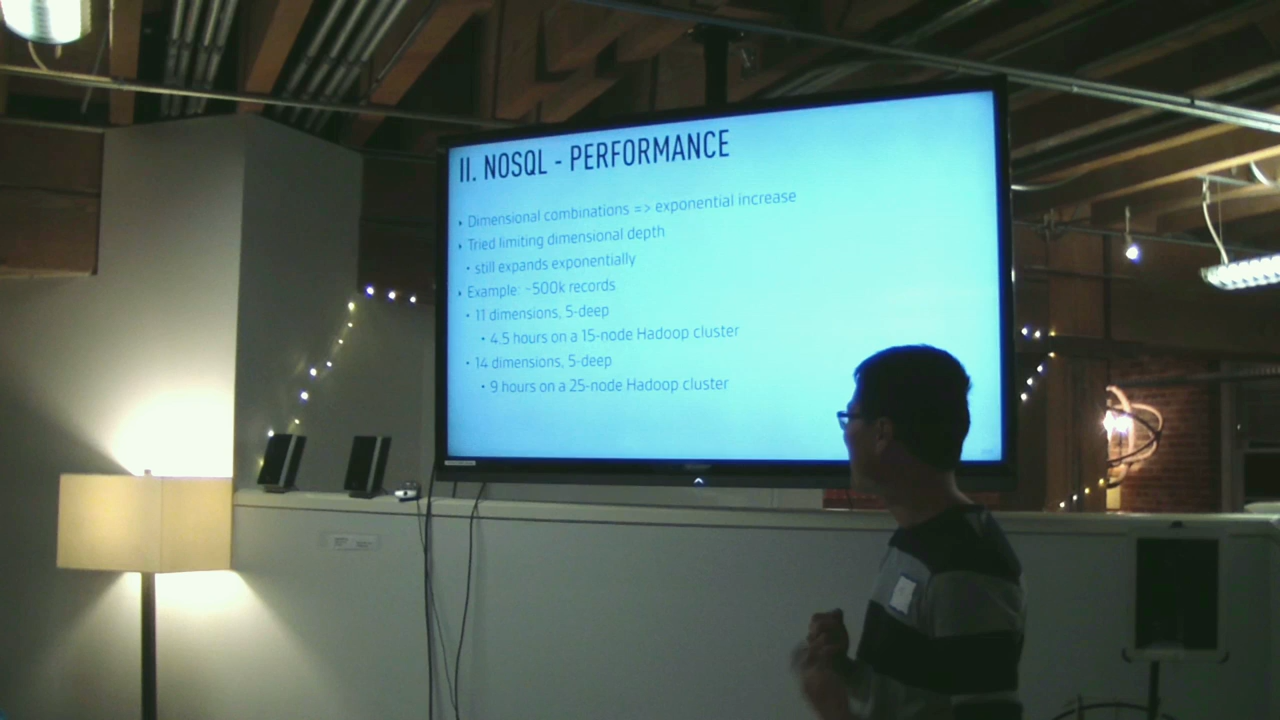 II. NOSQL - PERFORMANCE
‣ Dimensional combinations => exponential increase
‣ Tried limiting dimensional depth
• still expands exponentially
‣ Example: ~500k records
• 11 dimensions, 5-deep
• 4.5 hours on a 15-node Hadoop cluster
• 14 dimensions, 5-deep
• 9 hours on a 25-node Hadoop cluster